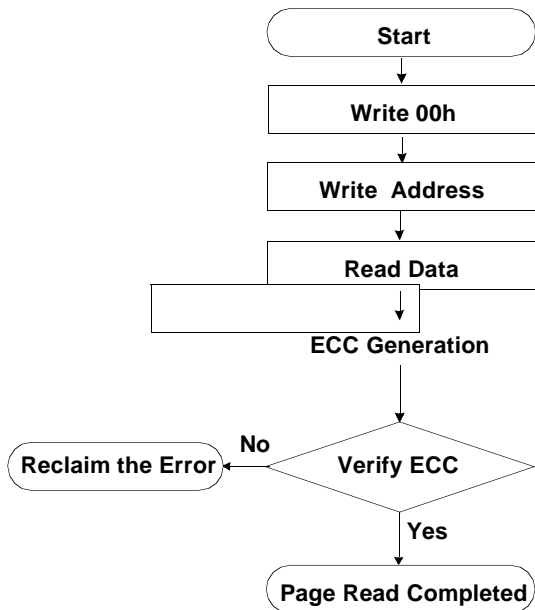 Start
Write 00h
Write Address
Read Data
ECC Generation
No
Reclaim the Error
Verify ECC
Yes
Page Read Completed